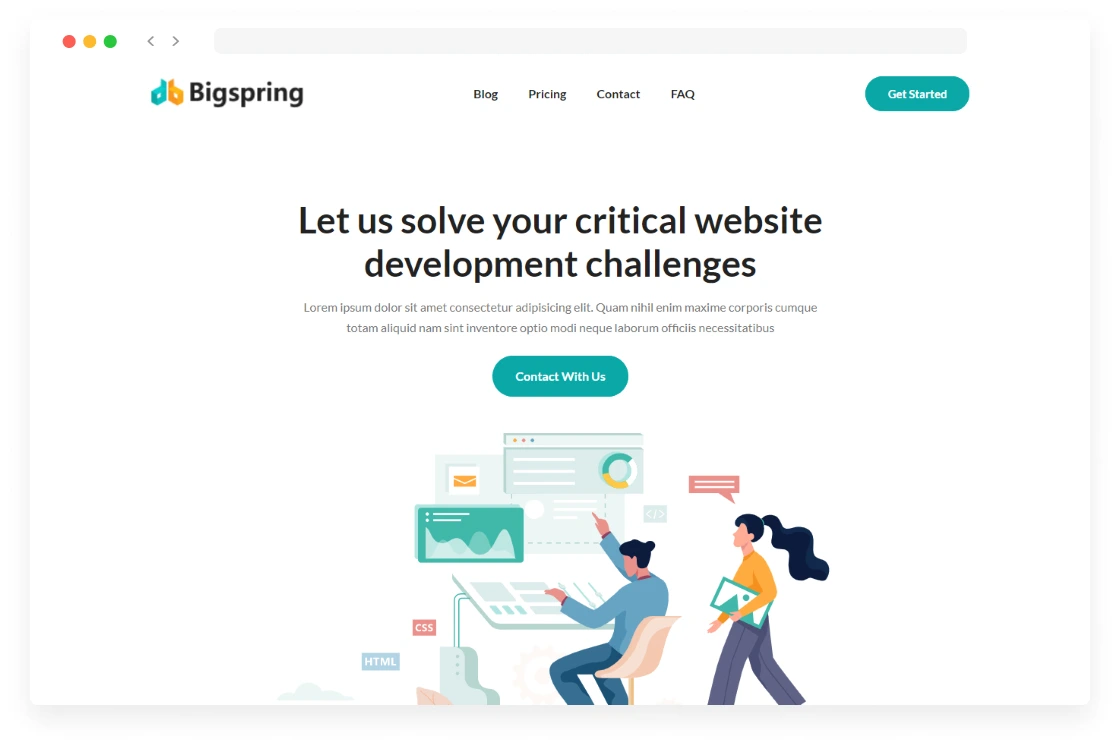 Bigspring
Blog Pricing Contact FAQ
Get Started
Let us solve your critical website
development challenges
Lorem ipsum dolor sit amet consectetur adipisicing elit. Quam nihil enim maxime corporis cumque
totam aliquid nam sint inventore optio modi neque laborum officiis necessitatibus
Contact With Us
</>
CSS
HTML